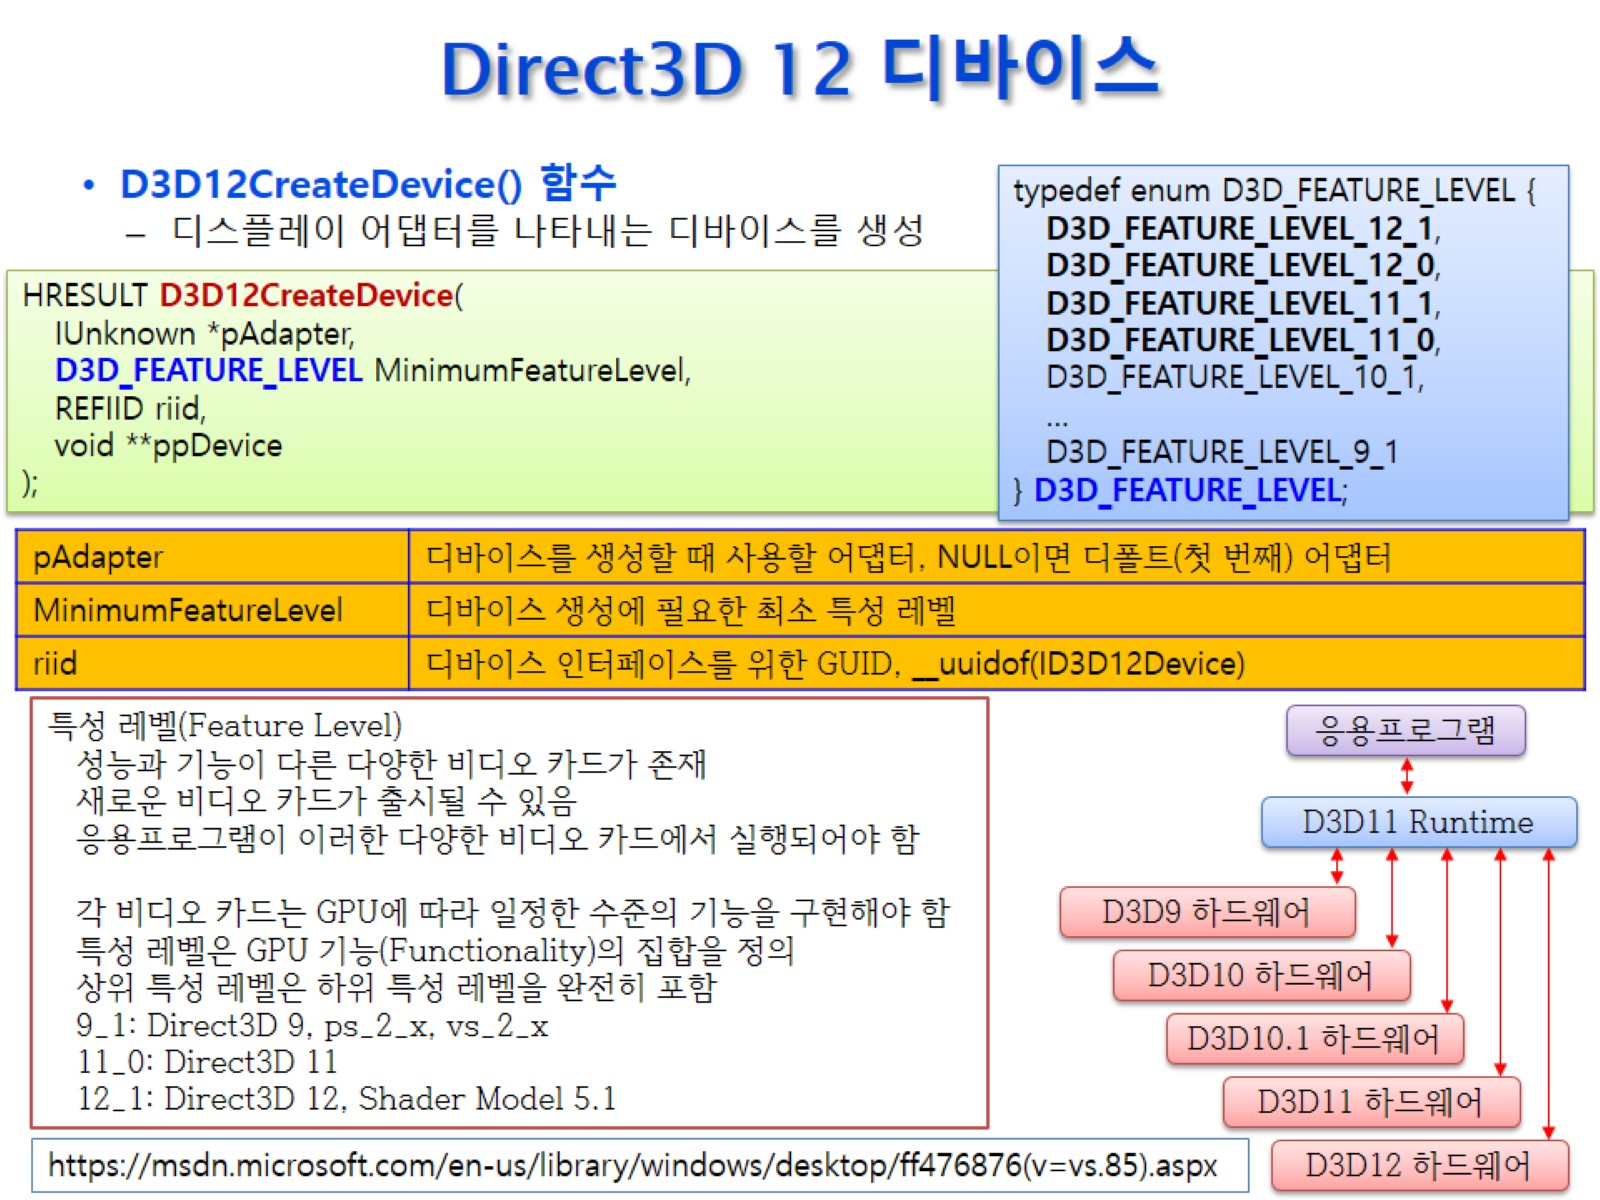 Direct3D 12 디바이스
• D3D12CreateDevice() 함수
– 디스플레이 어댑터를 나타내는 디바이스를 생성
HRESULT D3D12CreateDevice(
IUnknown *pAdapter,
D3D_FEATURE_LEVEL MinimumFeatureLevel,
REFIID riid,
void **ppDevice
);
typedef enum D3D_FEATURE_LEVEL {
D3D_FEATURE_LEVEL_12_1,
D3D_FEATURE_LEVEL_12_0,
D3D_FEATURE_LEVEL_11_1,
D3D_FEATURE_LEVEL_11_0,
D3D_FEATURE_LEVEL_10_1,
...
D3D_FEATURE_LEVEL_9_1
} D3D_FEATURE_LEVEL;
pAdapter 디바이스를 생성할 때 사용할 어댑터, NULL이면 디폴트(첫 번째) 어댑터
MinimumFeatureLevel 디바이스 생성에 필요한 최소 특성 레벨
riid 디바이스 인터페이스를 위한 GUID, __uuidof(ID3D12Device)
특성 레벨(Feature Level)
성능과 기능이 다른 다양한 비디오 카드가 존재
새로운 비디오 카드가 출시될 수 있음
응용프로그램이 이러한 다양한 비디오 카드에서 실행되어야 함
각 비디오 카드는 GPU에 따라 일정한 수준의 기능을 구현해야 함
특성 레벨은 GPU 기능(Functionality)의 집합을 정의
상위 특성 레벨은 하위 특성 레벨을 완전히 포함
9_1: Direct3D 9, ps_2_x, vs_2_x
11_0: Direct3D 11
12_1: Direct3D 12, Shader Model 5.1
응용프로그램
D3D11 Runtime
D3D9 하드웨어
D3D10 하드웨어
D3D10.1 하드웨어
D3D11 하드웨어
D3D12 하드웨어
https://msdn.microsoft.com/en-us/library/windows/desktop/ff476876(v=vs.85).aspx